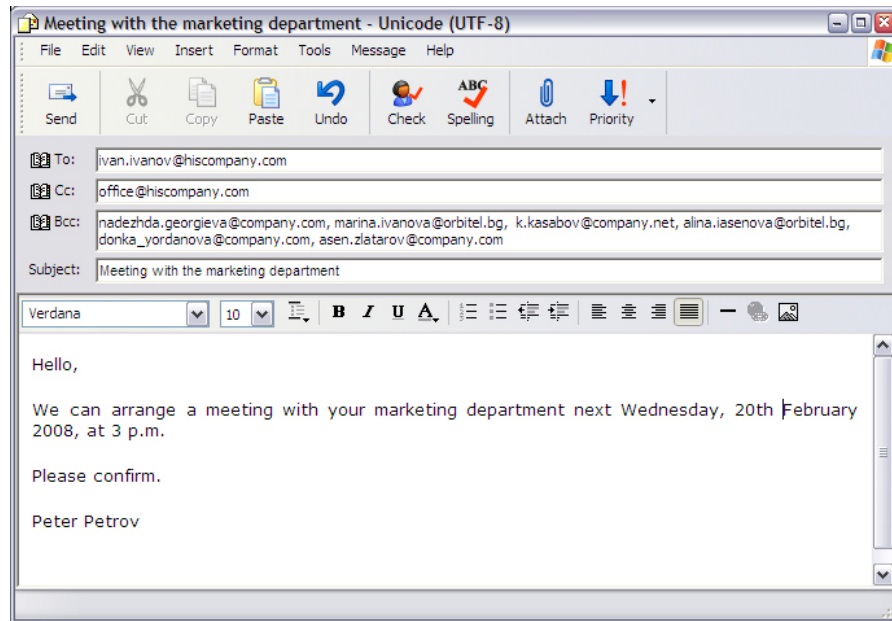 Meeting with the marketing department - Unicode (UTF-8)
File Edit View Insert Format Tools Message Help
ABC
Send Cut Copy Paste Undo Check Spelling Attach Priority
To: ivan.ivanov@hiscompany.com
Cc: office@hiscompany.com
Bcc: nadezhda.georgieva@company.com, marina.ivanova@orbitel.bg, k.kasabov@company.net, alina.iasenova@orbitel.bg,
donka_yordanova@company.com, asen.zlatarov@company.com
Subject: Meeting with the marketing department
Verdana 10 B I U A
Hello,
We can arrange a meeting with your marketing department next Wednesday, 20th February
2008, at 3 p.m.
Please confirm.
Peter Petrov